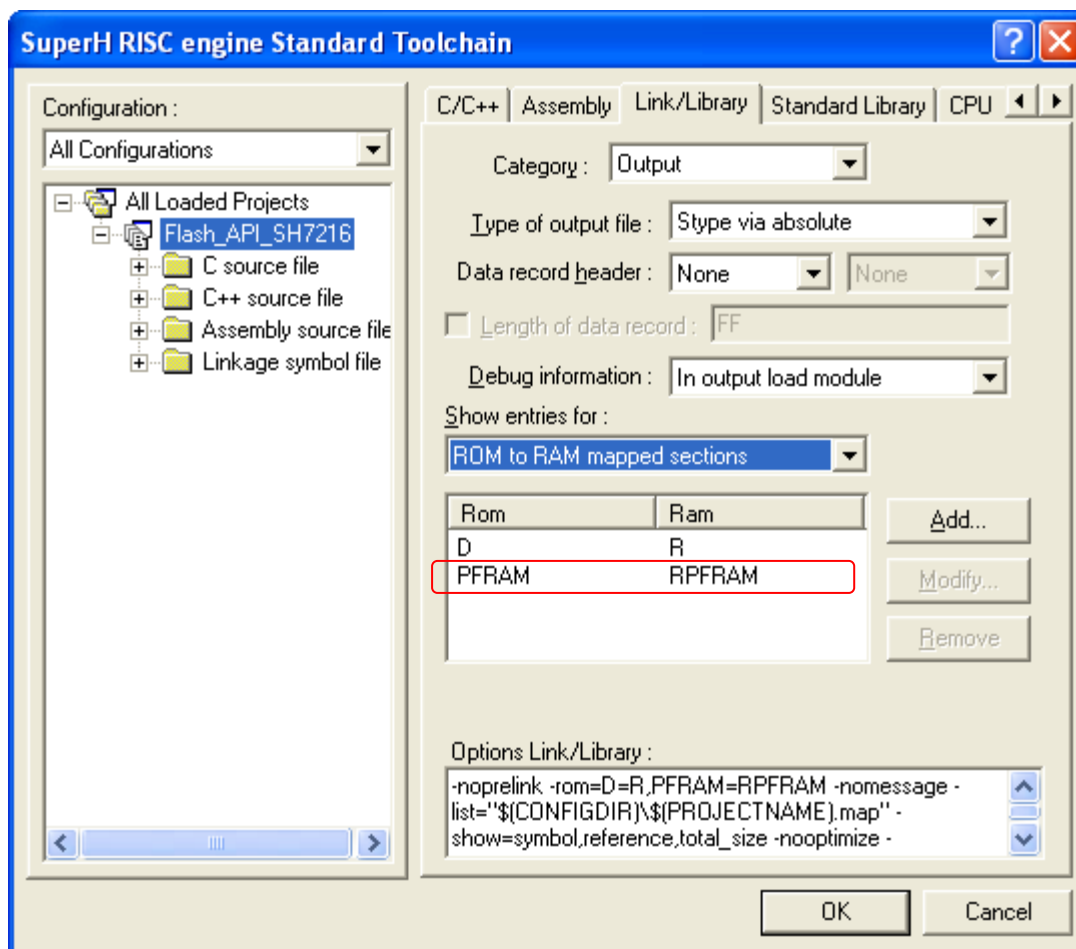 SuperH RISC engine Standard Toolchain
Configuration :
All Configurations
All Loaded Projects
Flash_API_SH7216
C source file
C++ source file
Assembly source file
Linkage symbol file
C/C++ Assembly Link/Library Standard Library CPU
Category : Output
Type of output file : Stype via absolute
Data record header : None None
Length of data record : FF
Debug information : In output load module
Show entries for :
ROM to RAM mapped sections
Rom Ram
D R
PFRAM RPFRAM
Add...
Modify...
Remove
Options Link/Library :
-noprelink -rom=D=R,PFRAM=RPFRAM -nomessage -
list="$(CONFIGDIR)\$(PROJECTNAME).map" -
show=symbol,reference,total_size -nooptimize -
OK Cancel